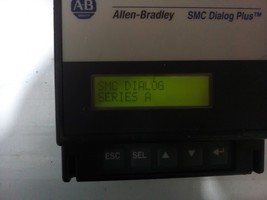 AB
Allen-Bradley SMC Dialog Plus™
SMC DIALOG
SERIES A
ESC SEL